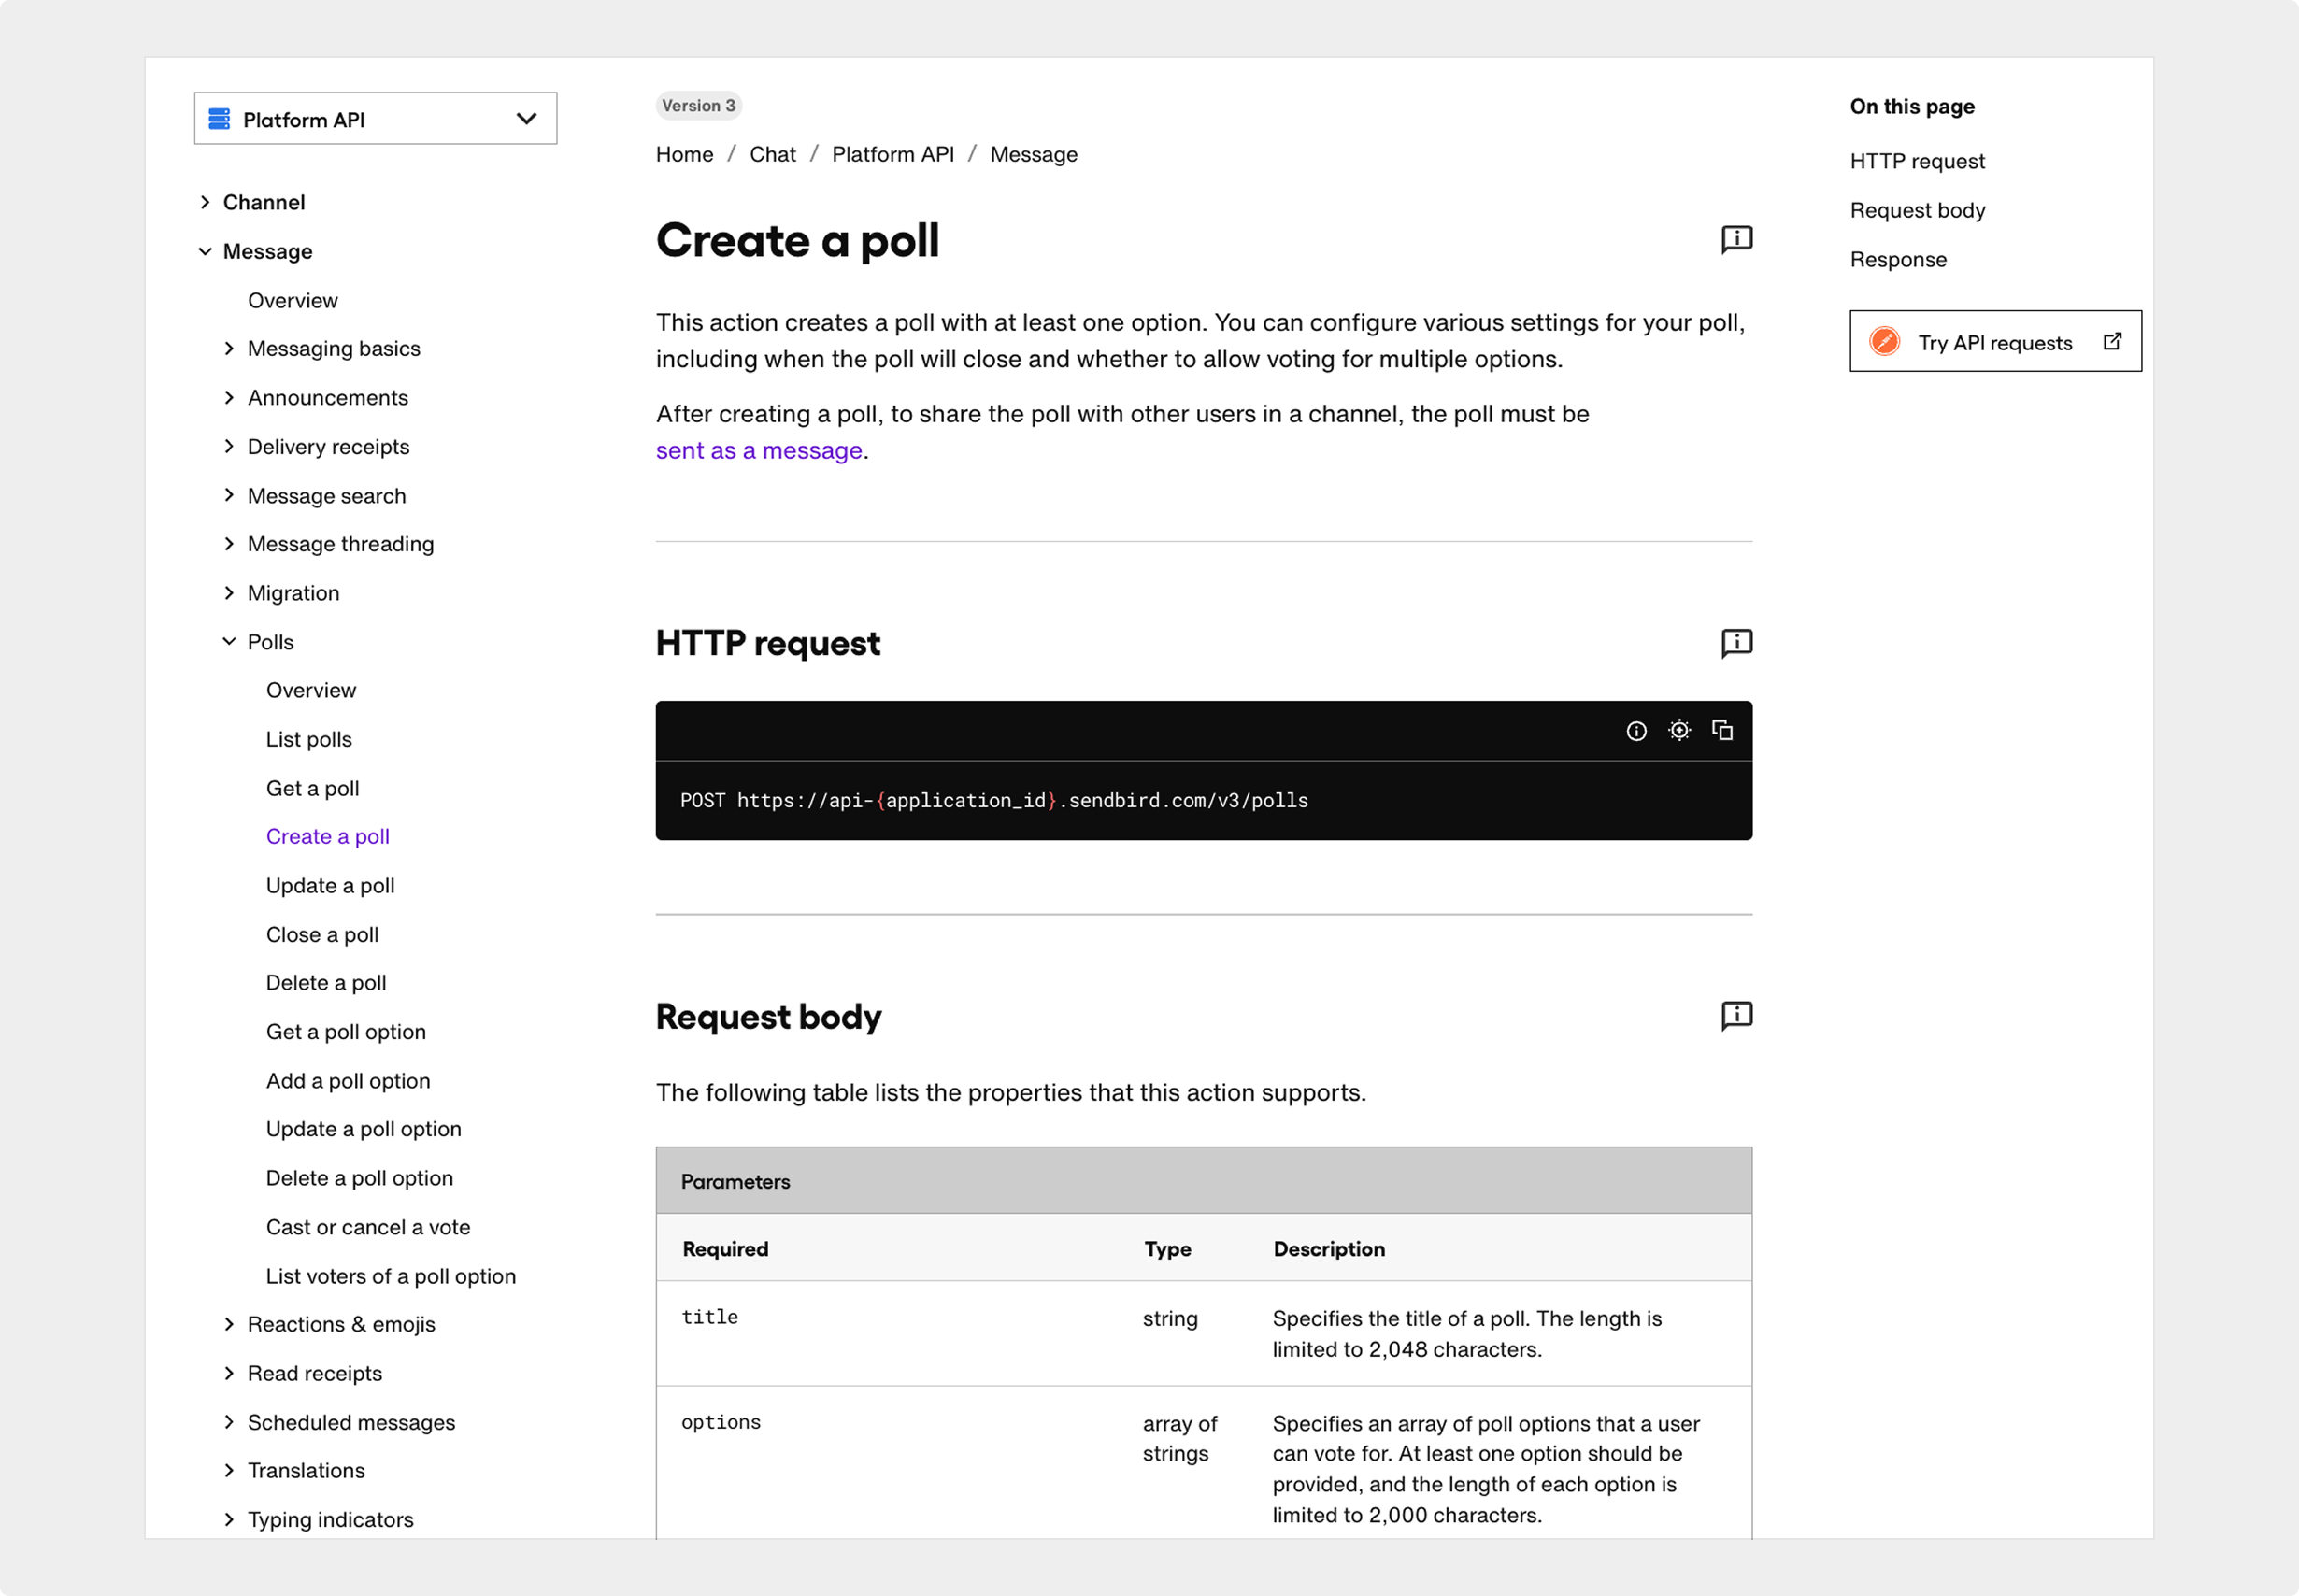 Platform API
Channel
Message
Overview
Messaging basics
Announcements
Delivery receipts
Message search
Message threading
Migration
Polls
Overview
List polls
Get a poll
Create a poll
Update a poll
Close a poll
Delete a poll
Get a poll option
Add a poll option
Update a poll option
Delete a poll option
Cast or cancel a vote
List voters of a poll option
Reactions & emojis
Read receipts
Scheduled messages
Translations
Typing indicators
Version 3
Home / Chat / Platform API / Message
Create a poll
This action creates a poll with at least one option. You can configure various settings for your poll,
including when the poll will close and whether to allow voting for multiple options.
After creating a poll, to share the poll with other users in a channel, the poll must be
sent as a message.
HTTP request
POST https://api-{application_id}.sendbird.com/v3/polls
Request body
The following table lists the properties that this action supports.
Parameters
Required Type Description
title string Specifies the title of a poll. The length is
limited to 2,048 characters.
options array of Specifies an array of poll options that a user
strings can vote for. At least one option should be
provided, and the length of each option is
limited to 2,000 characters.
On this page
HTTP request
Request body
Response
Try API requests